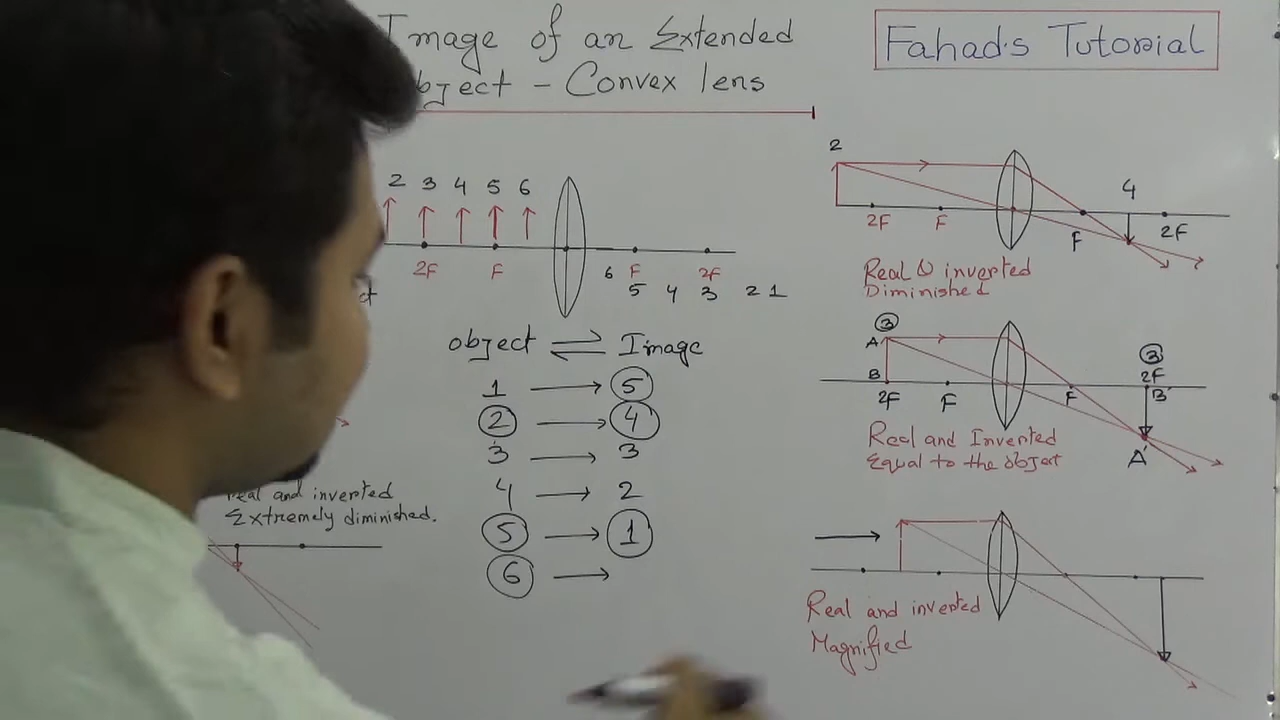 Image of an Extended
bject - Convex lens
Fahad's Tutorial
2 3 4 5 6
2F F F 2F
6 5 4 3 2 1
ct
object ⇌ Image
1 → 5
2 → 4
3 → 3
4 → 2
5 → 1
6 →
Real and inverted
Extremely diminished.
2
4
2F F F 2F
Real & inverted
Diminished
3
A
3
2F
B
B'
2F F F
A'
Real and Inverted
Equal to the object
Real and inverted
Magnified